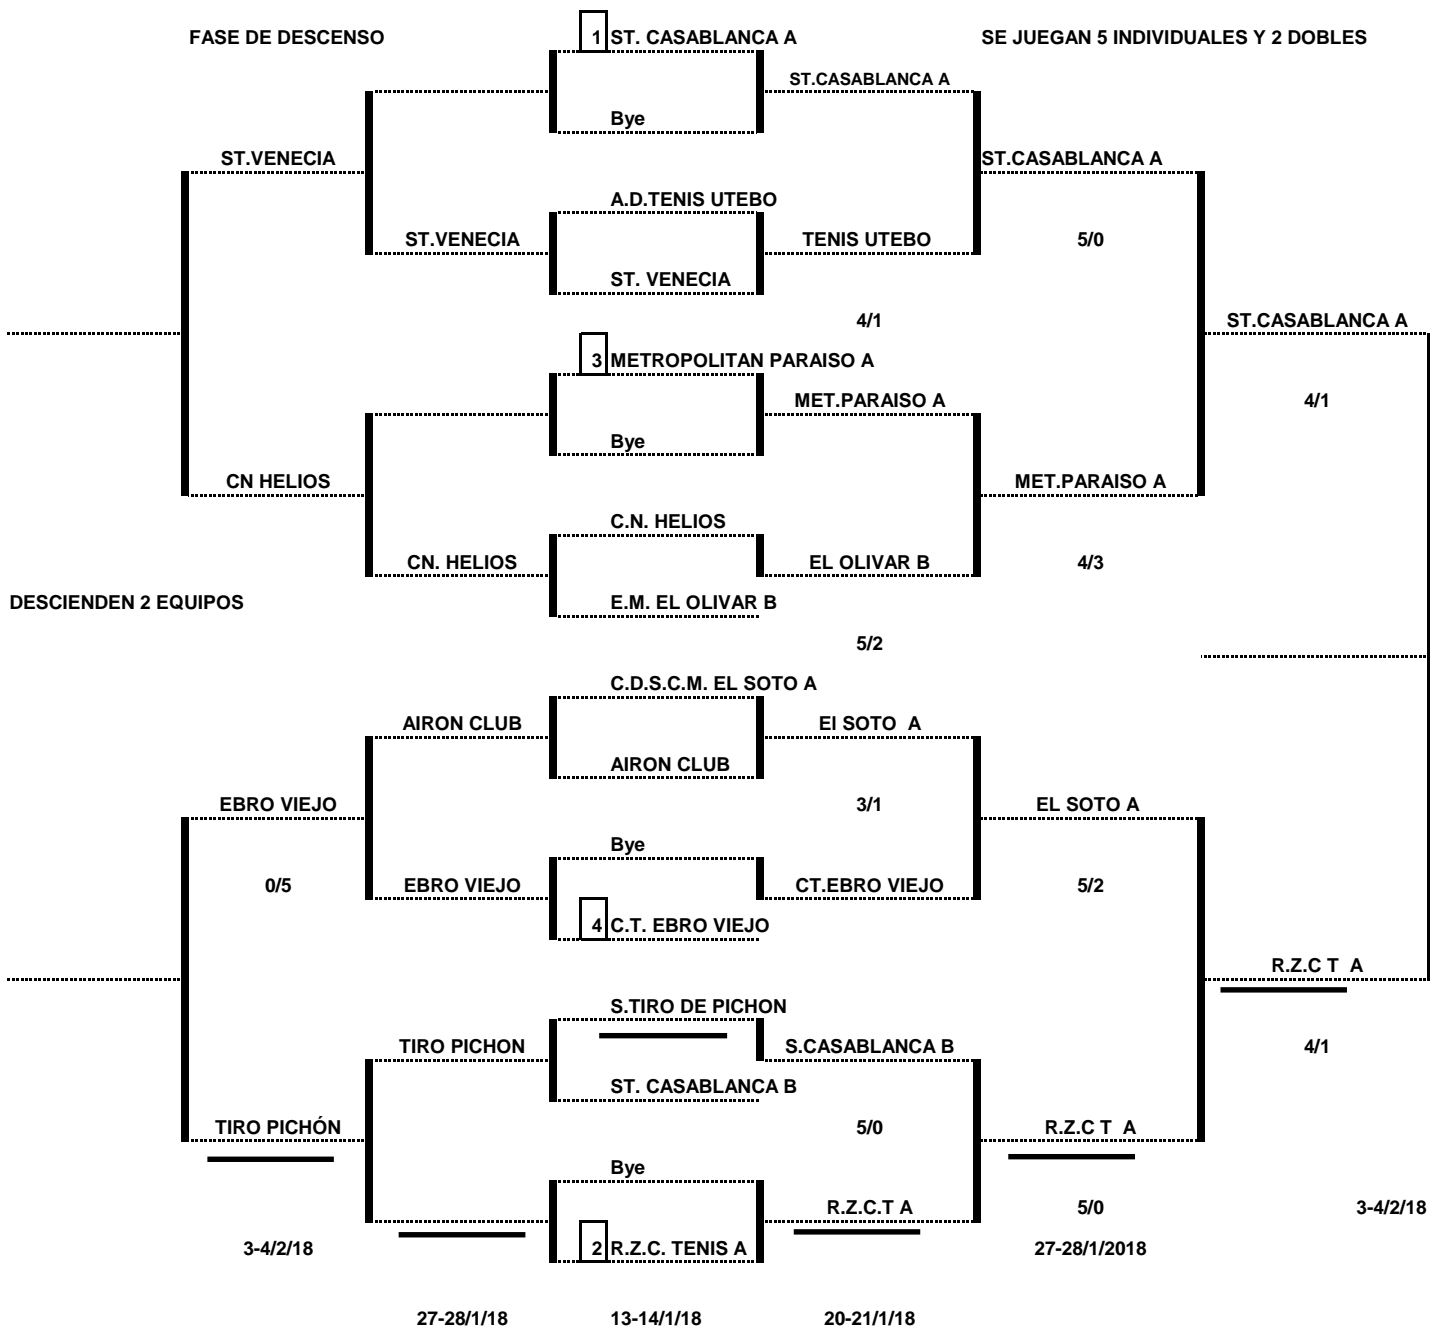 1 ST. CASABLANCA A
FASE DE DESCENSO
SE JUEGAN 5 INDIVIDUALES Y 2 DOBLES
ST.CASABLANCA A
Bye
ST.VENECIA
ST.CASABLANCA A
A.D.TENIS UTEBO
ST.VENECIA
TENIS UTEBO
5/0
ST. VENECIA
4/1
ST.CASABLANCA A
3 METROPOLITAN PARAISO A
MET.PARAISO A
4/1
Bye
CN HELIOS
MET.PARAISO A
C.N. HELIOS
CN. HELIOS
EL OLIVAR B
4/3
DESCIENDEN 2 EQUIPOS
E.M. EL OLIVAR B
5/2
C.D.S.C.M. EL SOTO A
AIRON CLUB
El SOTO A
AIRON CLUB
EBRO VIEJO
3/1
EL SOTO A
Bye
0/5
EBRO VIEJO
CT.EBRO VIEJO
5/2
4 C.T. EBRO VIEJO
R.Z.C T A
S.TIRO DE PICHON
TIRO PICHON
S.CASABLANCA B
4/1
ST. CASABLANCA B
TIRO PICHÓN
5/0
R.Z.C T A
Bye
R.Z.C.T A
5/0
3-4/2/18
3-4/2/18
2 R.Z.C. TENIS A
27-28/1/2018
27-28/1/18
13-14/1/18
20-21/1/18